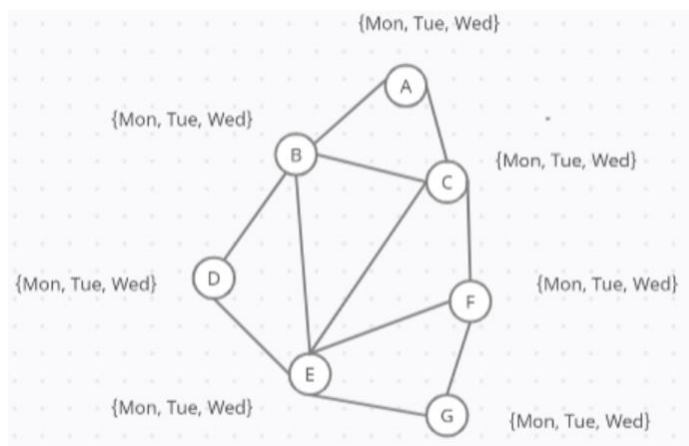 {Mon, Tue, Wed}
A
{Mon, Tue, Wed}
B
{Mon, Tue, Wed}
C
{Mon, Tue, Wed}
D
{Mon, Tue, Wed}
F
E
{Mon, Tue, Wed}
G
{Mon, Tue, Wed}